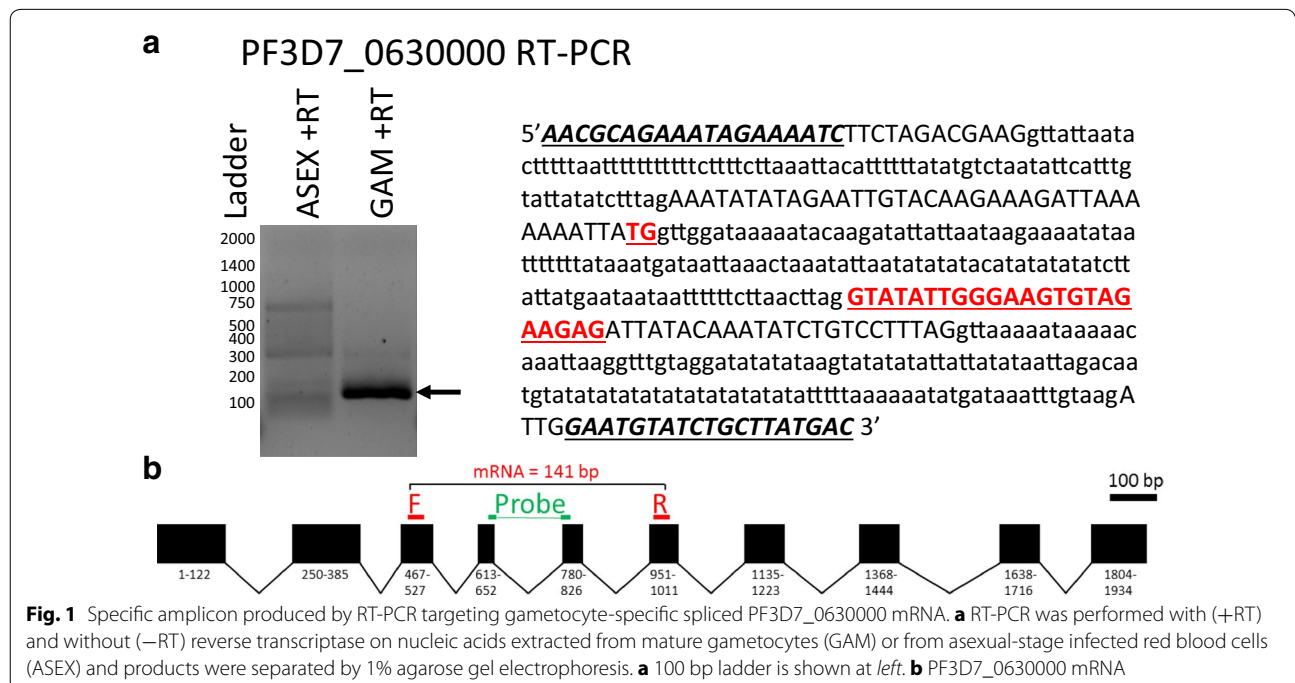 a
PF3D7_0630000 RT-PCR
Ladder
ASEX +RT
GAM +RT
2000
1400
1000
750
500
400
300
200
100
5'AACGCAGAAATAGAAAATCTTCTAGACGAAGgttattaata
ctttttaatttttttttttcttttcttaaattacattttttatatgtctaatattcatttg
tattatatctttagAAATATATAGAATTGTACAAGAAAGATTAAA
AAAATTATGgttggataaaaatacaagatattattaataagaaaatataa
tttttttataaatgataattaaactaaatattaatatatatacatatatatatctt
attatgaataataattttttcttaacttag GTATATTGGGAAGTGTAG
AAGAGATTATACAAATATCTGTCCTTTAGgttaaaaataaaaac
aaattaaggtttgtaggatatatataagtatatatatattattatataattagacaa
tgtatatatatatatatatatatatatttttaaaaaatatgataaatttgtaagA
TTGGAATGTATCTGCTTATGAC 3'
b
mRNA = 141 bp
100 bp
F
Probe
R
1-122
250-385
467-
527
613-
652
780-
826
951-
1011
1135-
1223
1368-
1444
1638-
1716
1804-
1934
Fig. 1 Specific amplicon produced by RT-PCR targeting gametocyte-specific spliced PF3D7_0630000 mRNA. a RT-PCR was performed with (+RT)
and without (−RT) reverse transcriptase on nucleic acids extracted from mature gametocytes (GAM) or from asexual-stage infected red blood cells
(ASEX) and products were separated by 1% agarose gel electrophoresis. a 100 bp ladder is shown at left. b PF3D7_0630000 mRNA